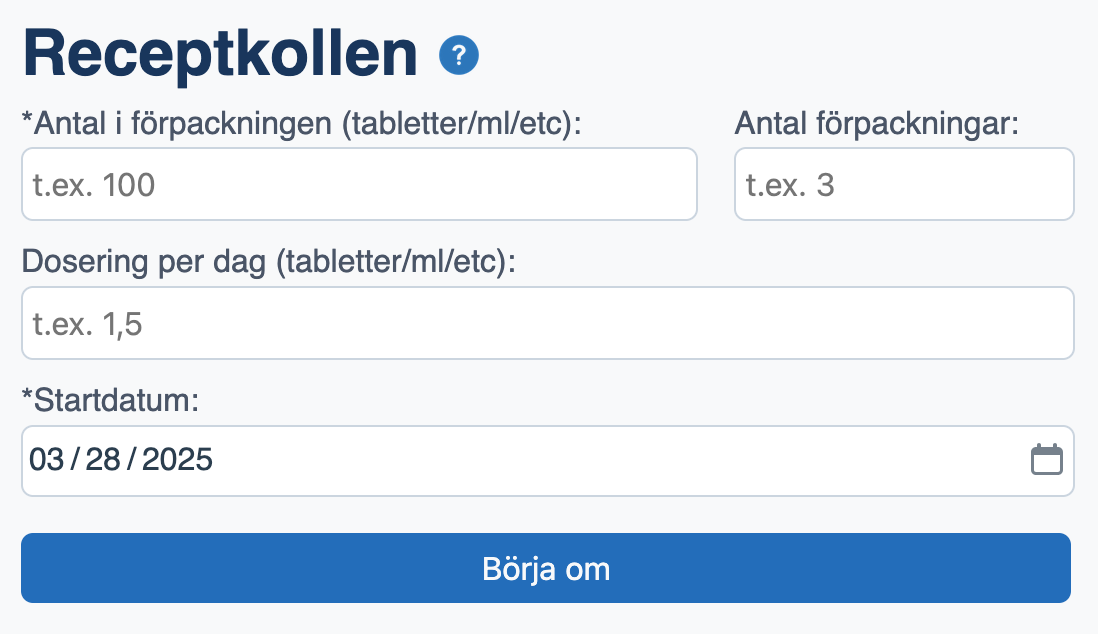 Receptkollen ?
*Antal i förpackningen (tabletter/ml/etc): Antal förpackningar:
t.ex. 100 t.ex. 3
Dosering per dag (tabletter/ml/etc):
t.ex. 1,5
*Startdatum:
03 / 28 / 2025
Börja om